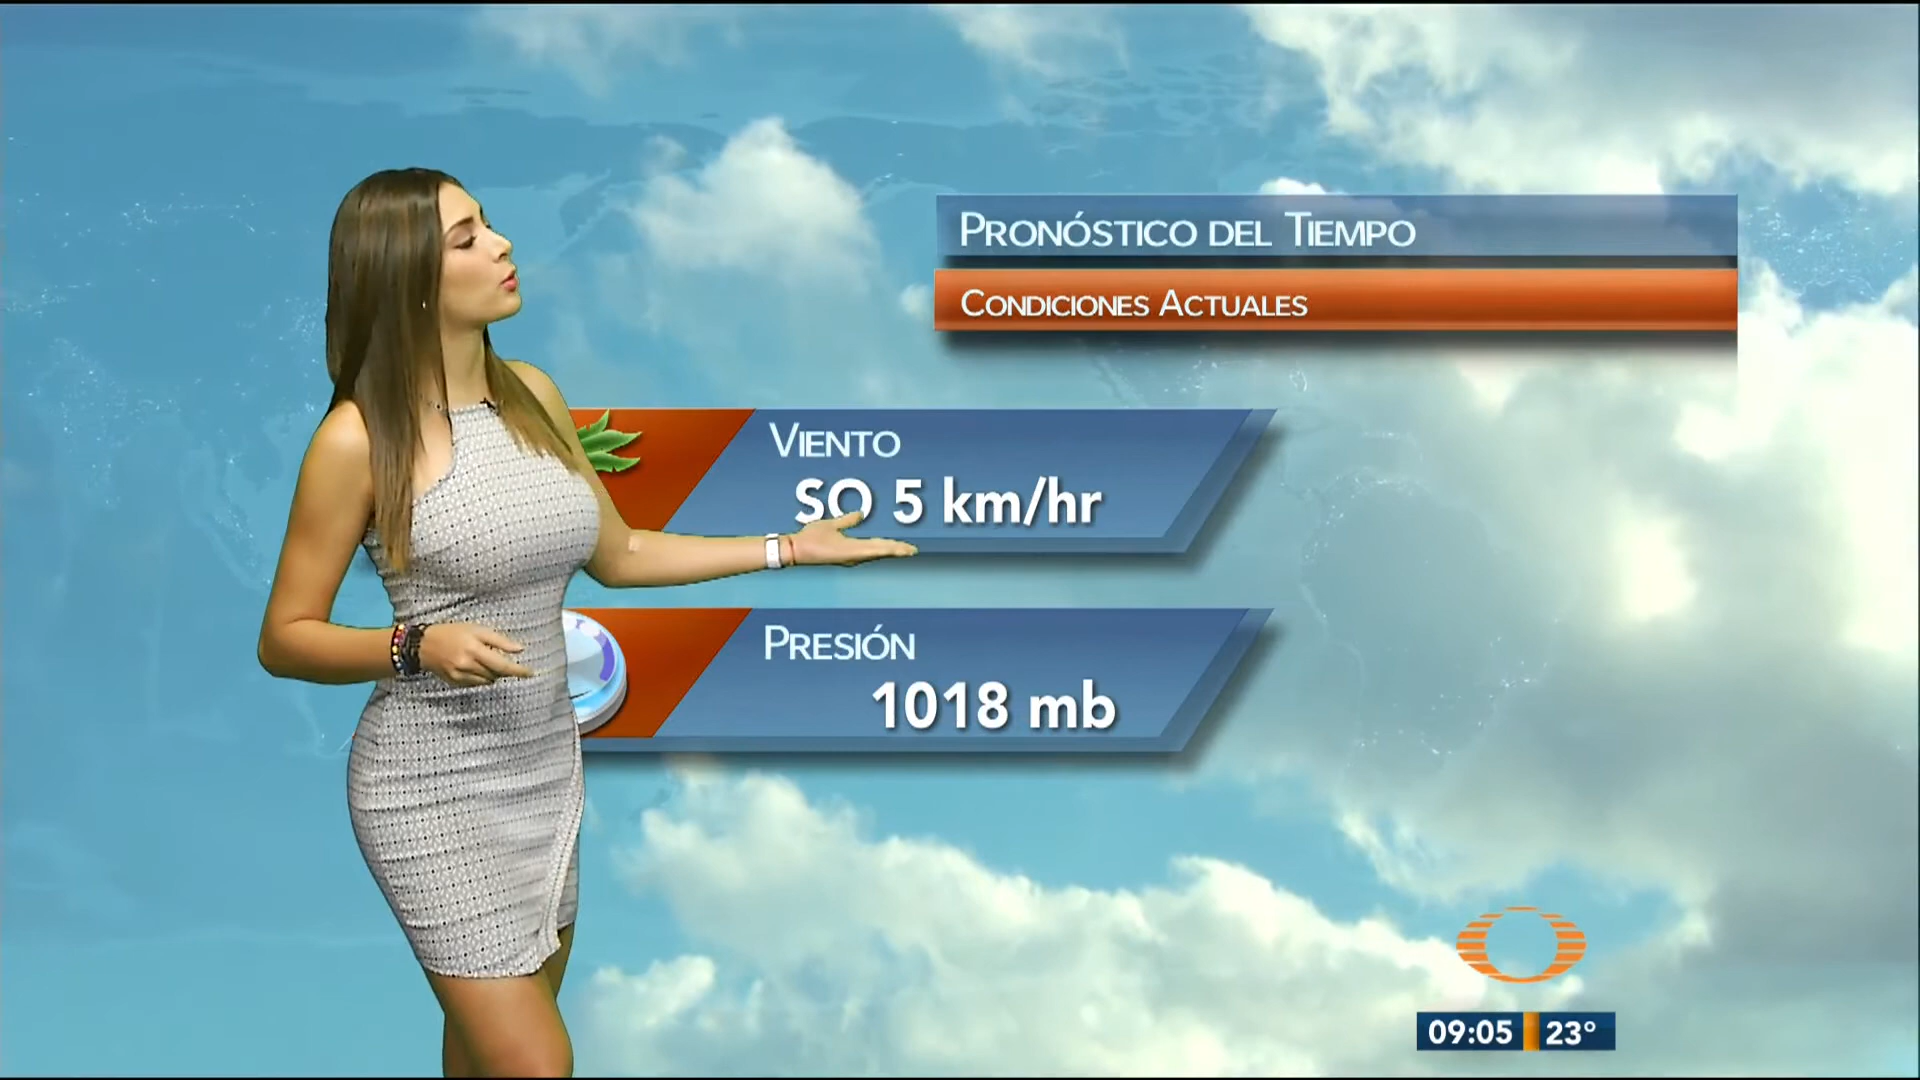 Pronóstico del Tiempo
Condiciones Actuales
Viento
SO 5 km/hr
Presión
1018 mb
09:05 23°